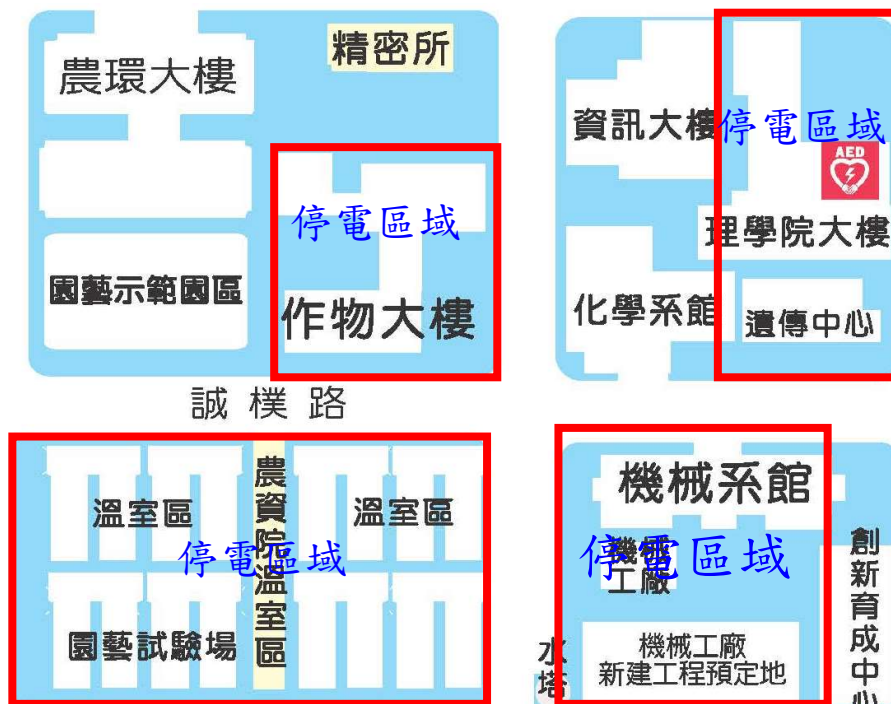 農環大樓
精密所
停電區域
園藝示範園區
作物大樓
資訊大樓
停電區域
AED
理學院大樓
化學系館
遺傳中心
誠樸路
溫室區
農資院溫室區
溫室區
停電區域
園藝試驗場
機械系館
機械
工廠
停電區域
機械工廠
新建工程預定地
水塔
創新育成中心